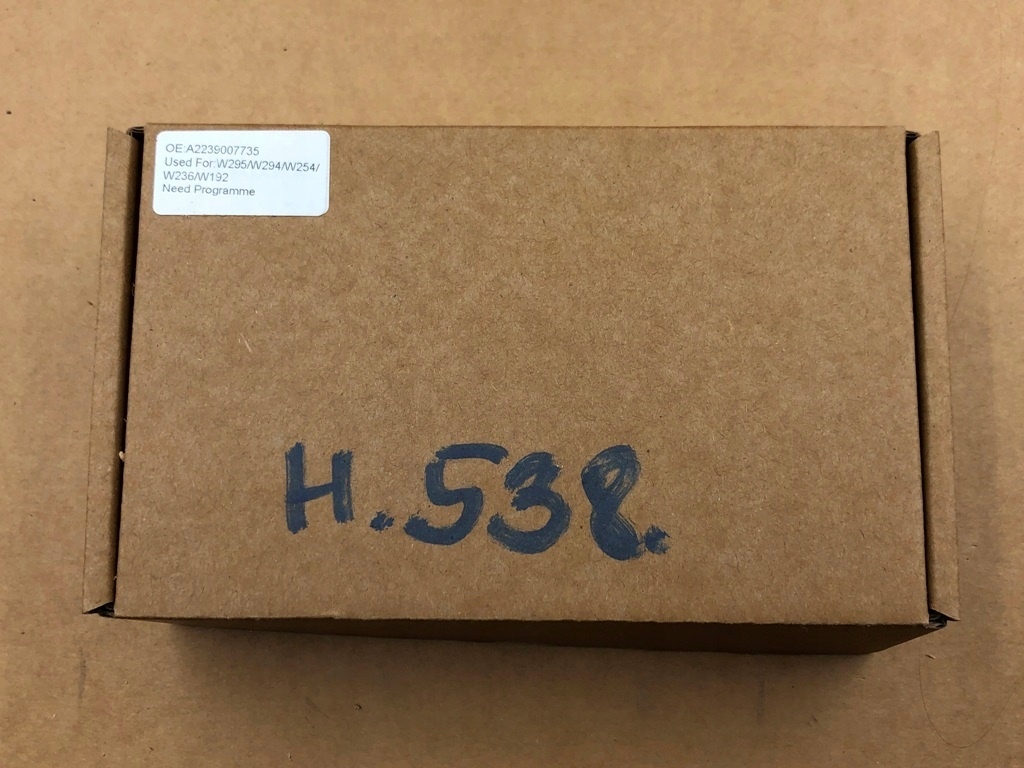 OE:A2239007735
Used For:W295/W294/W254/
W236/W192
Need Programme
H.538.